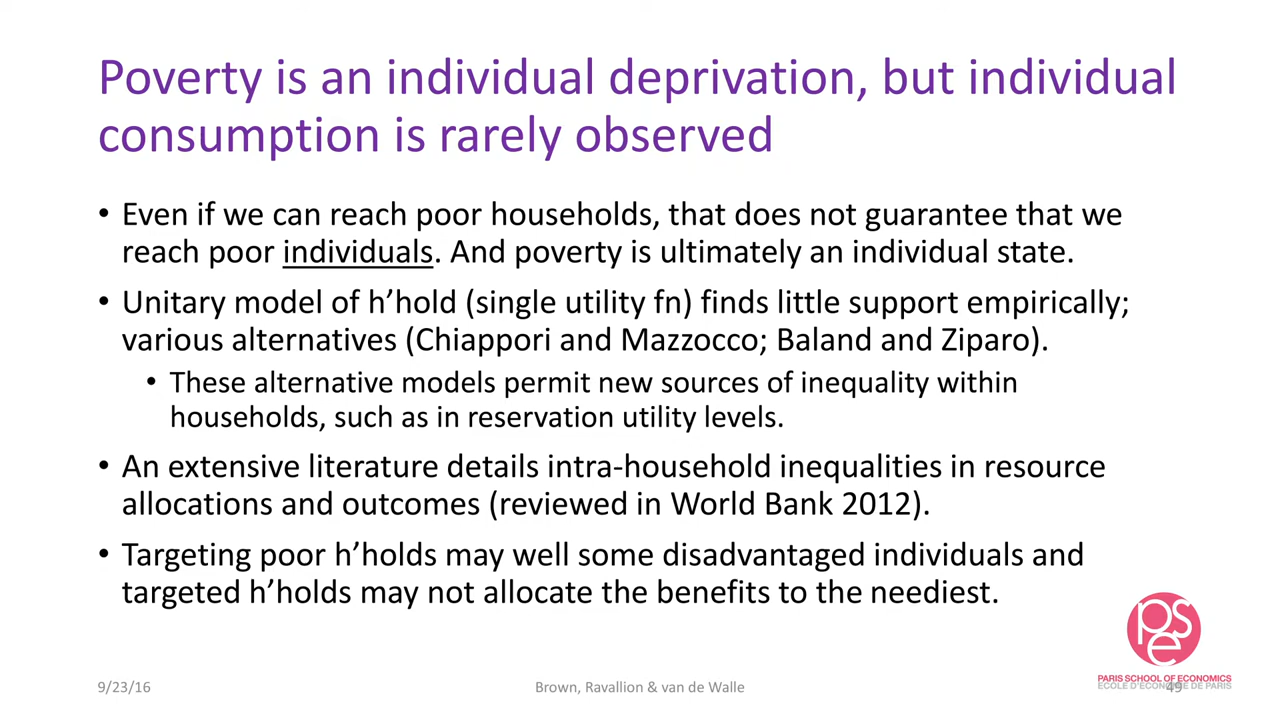 Poverty is an individual deprivation, but individual
consumption is rarely observed
• Even if we can reach poor households, that does not guarantee that we
reach poor individuals. And poverty is ultimately an individual state.
• Unitary model of h’hold (single utility fn) finds little support empirically;
various alternatives (Chiappori and Mazzocco; Baland and Ziparo).
• These alternative models permit new sources of inequality within
households, such as in reservation utility levels.
• An extensive literature details intra-household inequalities in resource
allocations and outcomes (reviewed in World Bank 2012).
• Targeting poor h’holds may well some disadvantaged individuals and
targeted h’holds may not allocate the benefits to the neediest.
pse
PARIS SCHOOL OF ECONOMICS
ECOLE D'ECONOMIE DE PARIS
9/23/16
Brown, Ravallion & van de Walle
49